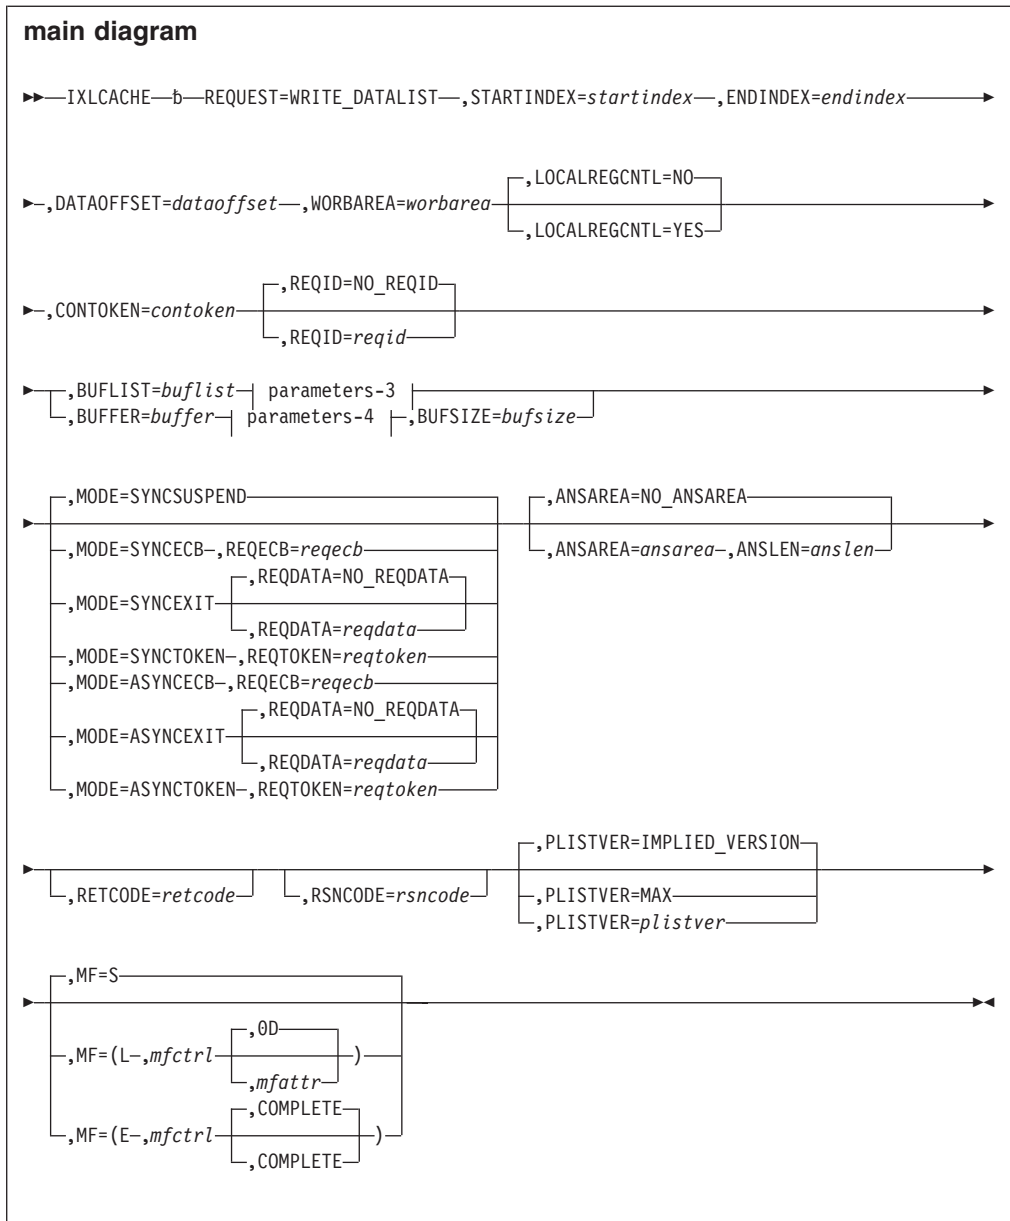 main diagram
IXLCACHE ƀ REQUEST=WRITE_DATALIST ,STARTINDEX=startindex ,ENDINDEX=endindex
,LOCALREGCNTL=NO
,DATAOFFSET=dataoffset ,WORBAREA=worbarea
,LOCALREGCNTL=YES
,REQID=NO_REQID
,CONTOKEN=contoken
,REQID=reqid
,BUFLIST=buflist parameters-3
,BUFFER=buffer parameters-4 ,BUFSIZE=bufsize
,MODE=SYNCSUSPEND ,ANSAREA=NO_ANSAREA
,MODE=SYNCECB ,REQECB=reqecb ,ANSAREA=ansarea ,ANSLEN=anslen
,REQDATA=NO_REQDATA
,MODE=SYNCEXIT
,REQDATA=reqdata
,MODE=SYNCTOKEN ,REQTOKEN=reqtoken
,MODE=ASYNCECB ,REQECB=reqecb
,REQDATA=NO_REQDATA
,MODE=ASYNCEXIT
,REQDATA=reqdata
,MODE=ASYNCTOKEN ,REQTOKEN=reqtoken
,PLISTVER=IMPLIED_VERSION
,RETCODE=retcode ,RSNCODE=rsncode ,PLISTVER=MAX
,PLISTVER=plistver
,MF=S
,0D
,MF=(L ,mfctrl )
,mfattr
,COMPLETE
,MF=(E ,mfctrl )
,COMPLETE